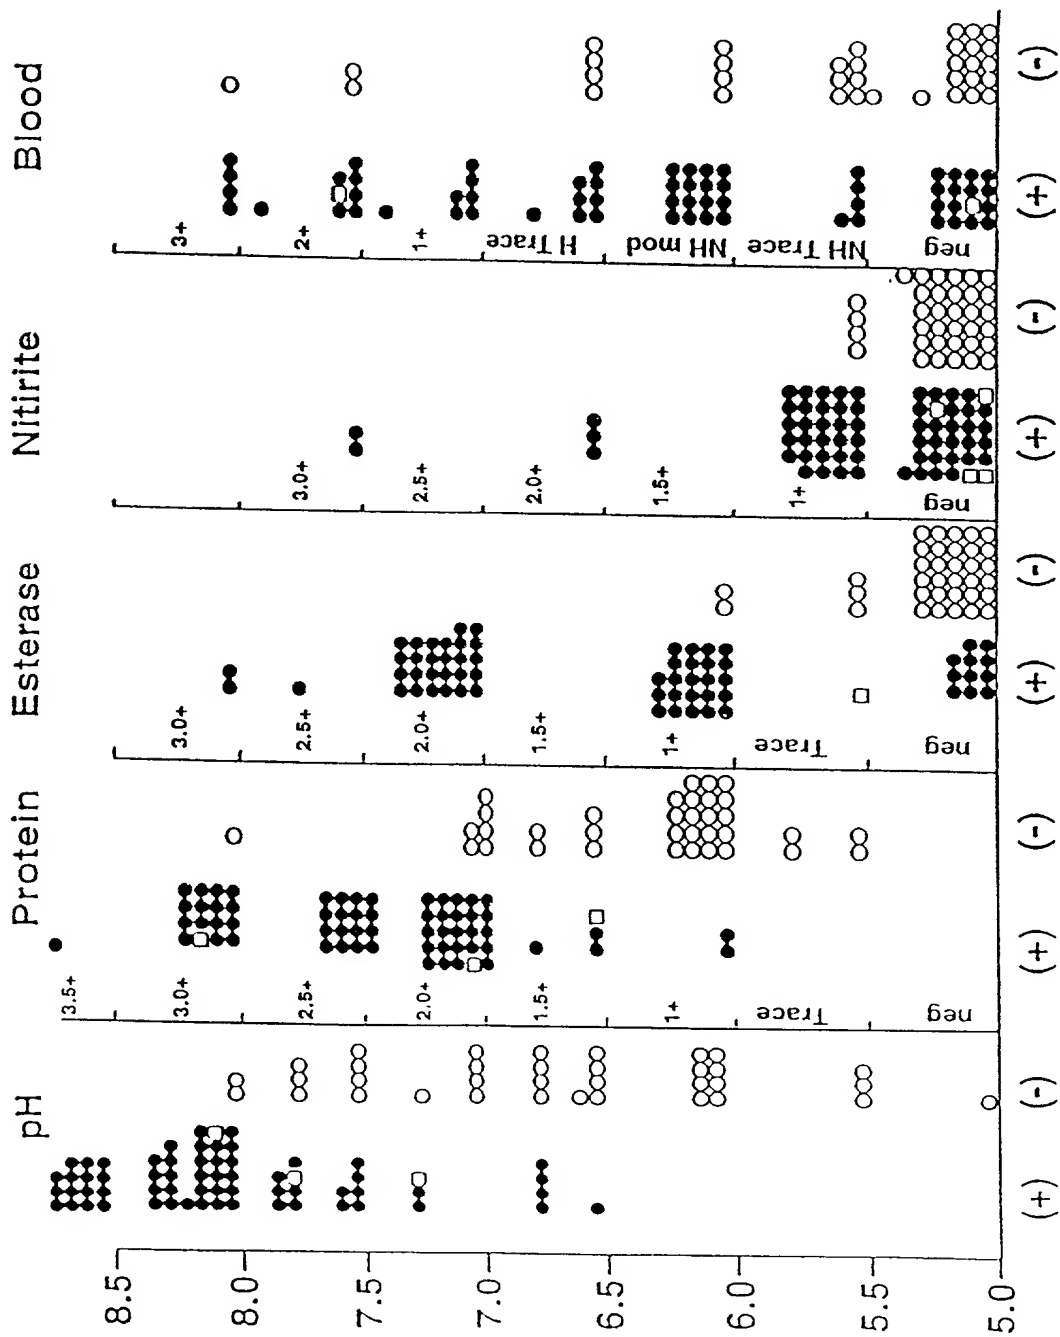 pH Protein Esterase Nitirite Blood
8.5
8.0
7.5
7.0
6.5
6.0
5.5
5.0
3.5+
3.0+
2.5+
2.0+
1.5+
1+
Trace
neg
3.0+
2.5+
2.0+
1.5+
1+
Trace
neg
3.0+
2.5+
2.0+
1.5+
1+
neg
3+
2+
1+
H Trace
NH mod
NH Trace
neg
(+) (-) (+) (-) (+) (-) (+) (-) (+) (-)